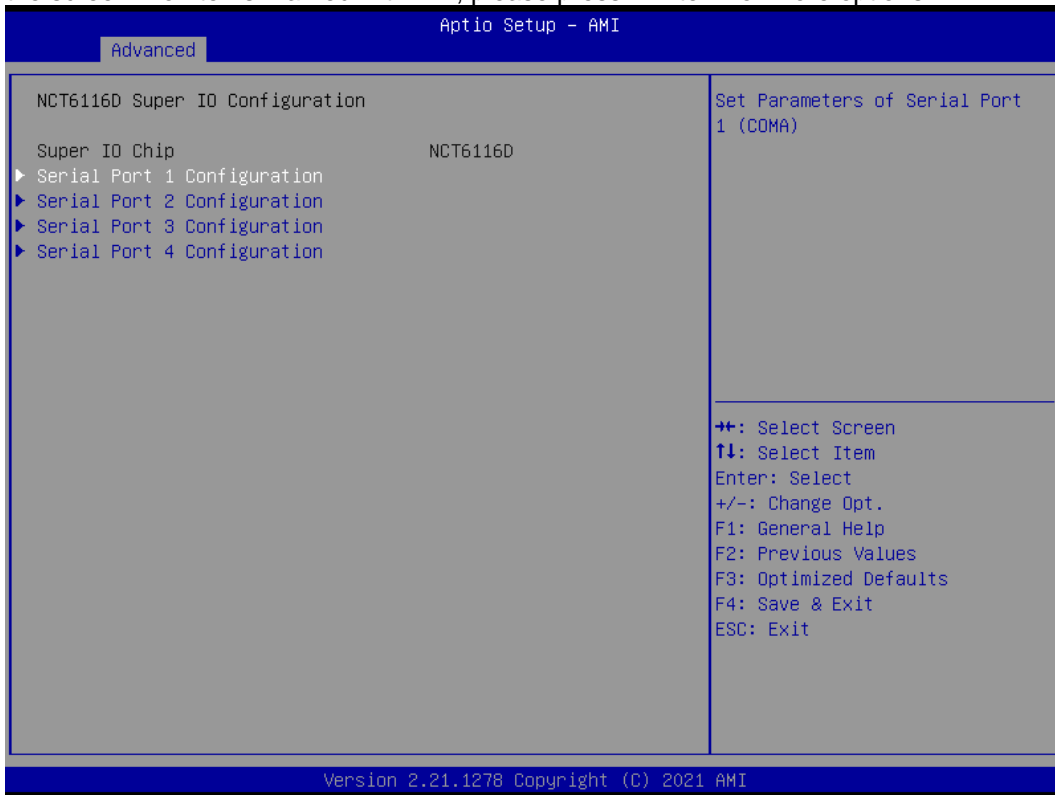 Aptio Setup – AMI
Advanced
NCT6116D Super IO Configuration
Super IO Chip NCT6116D
▶ Serial Port 1 Configuration
▶ Serial Port 2 Configuration
▶ Serial Port 3 Configuration
▶ Serial Port 4 Configuration
Set Parameters of Serial Port
1 (COMA)
→←: Select Screen
↑↓: Select Item
Enter: Select
+/-: Change Opt.
F1: General Help
F2: Previous Values
F3: Optimized Defaults
F4: Save & Exit
ESC: Exit
Version 2.21.1278 Copyright (C) 2021 AMI